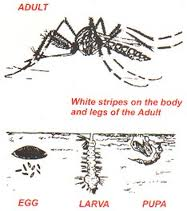 ADULT
White stripes on the body
and legs of the Adult
EGG LARVA PUPA